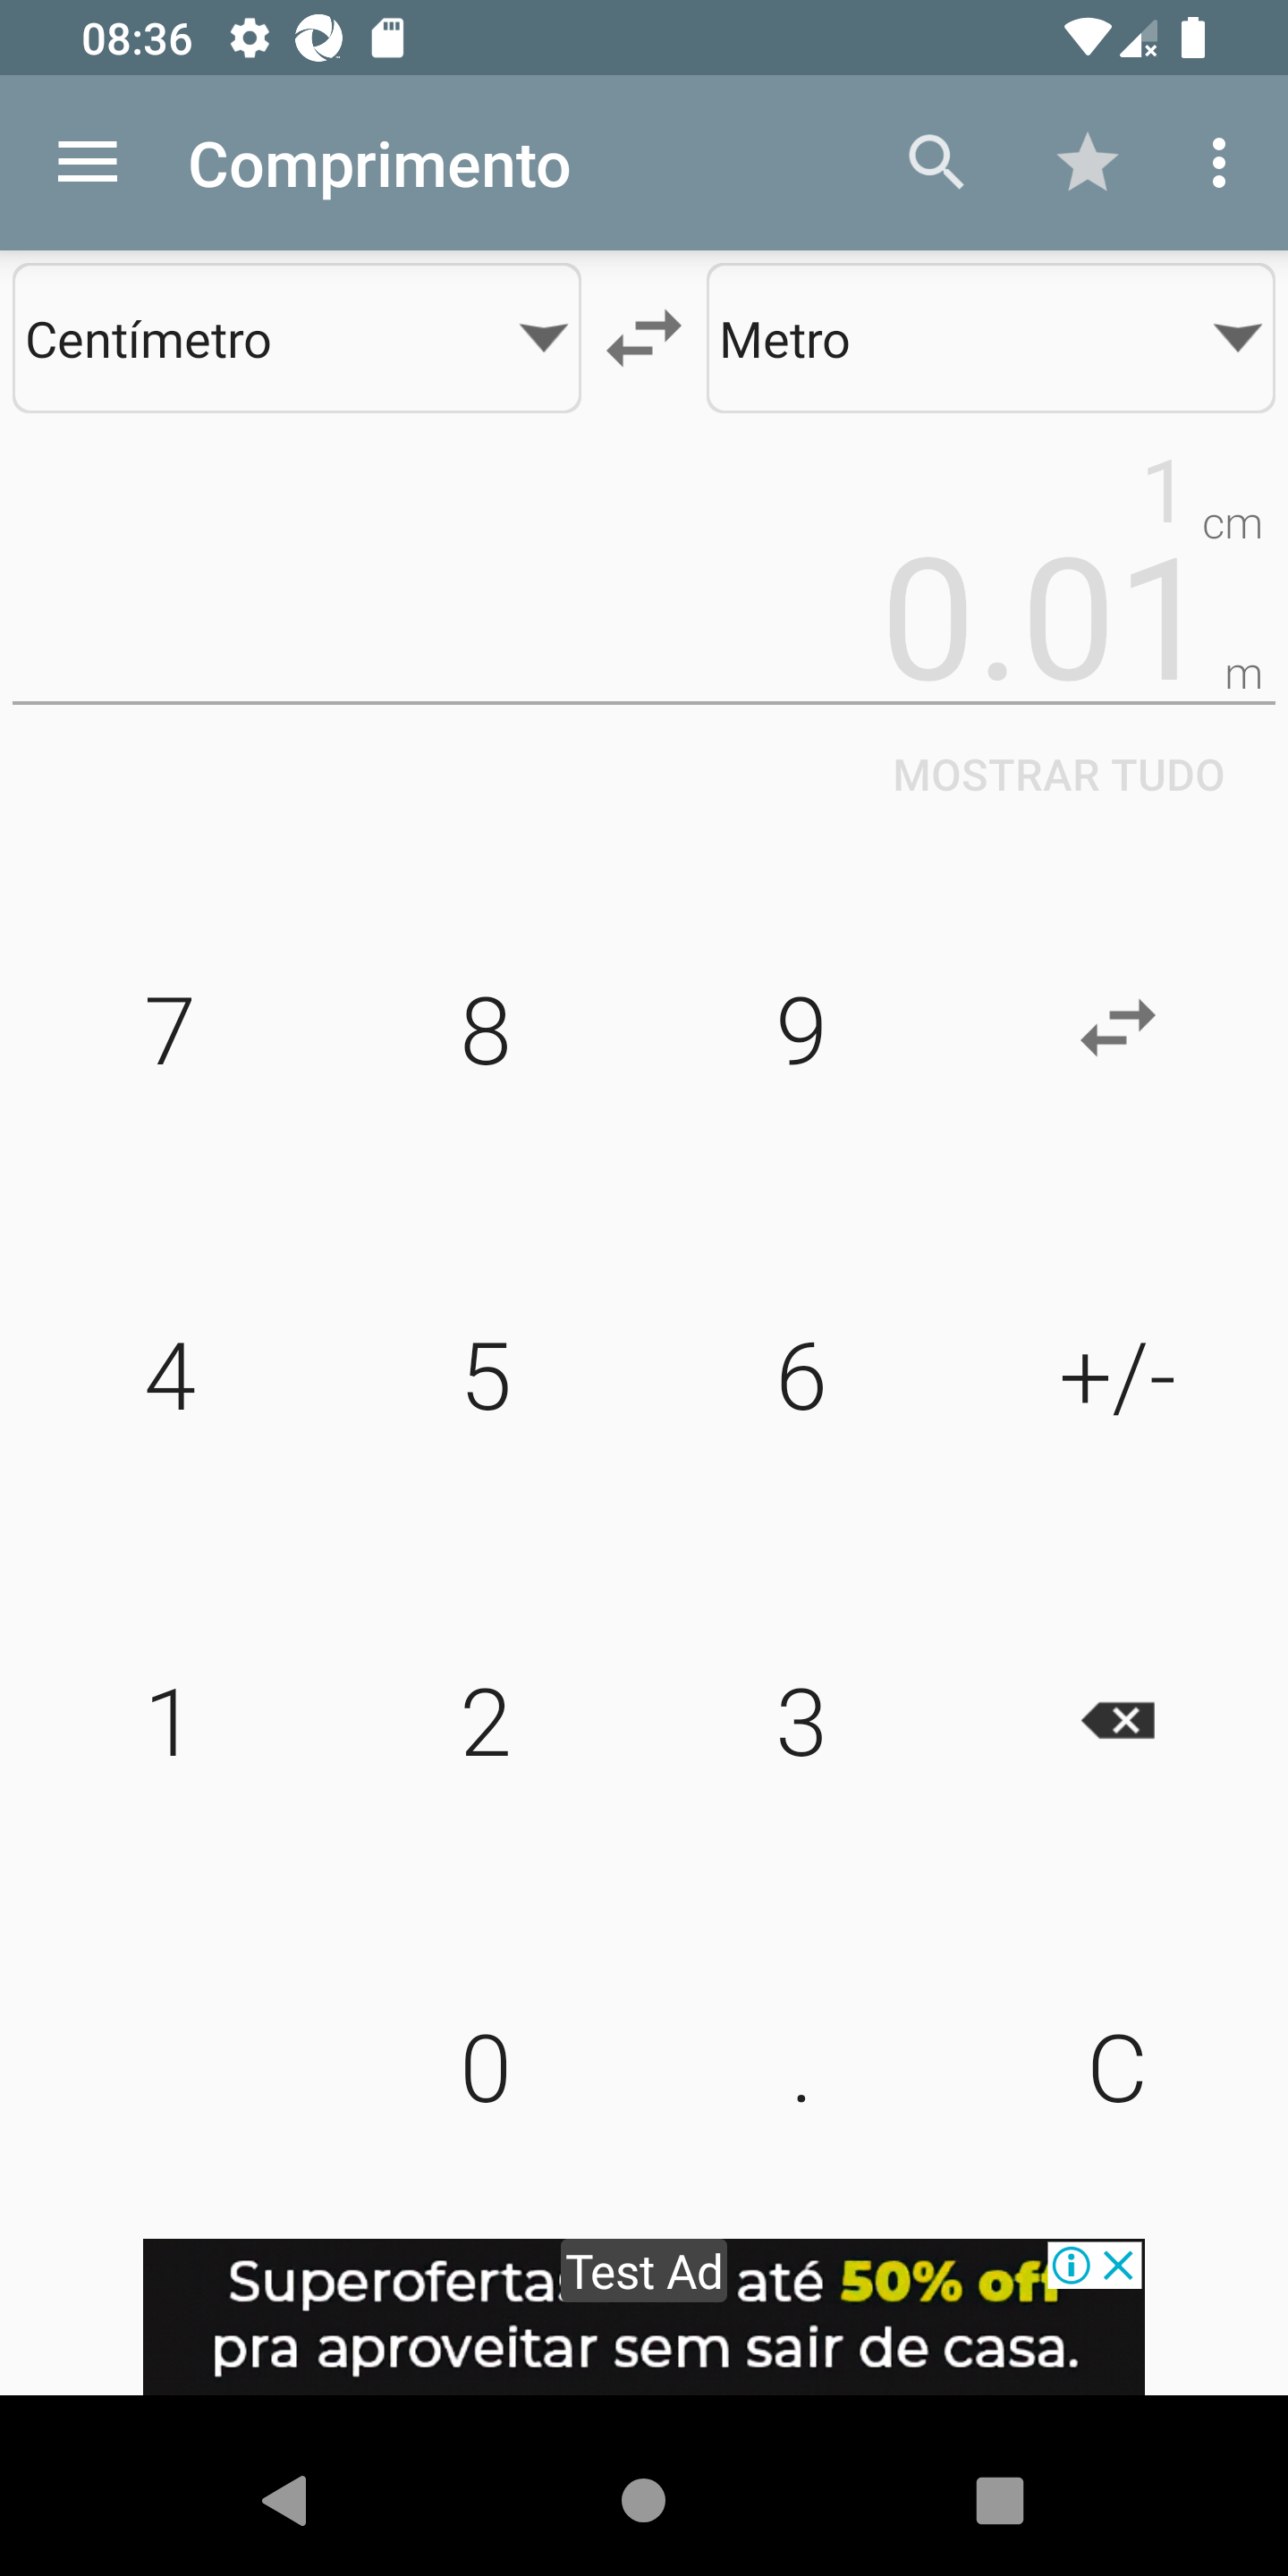 08:36
Comprimento
Centímetro
Metro
1 cm
0.01 m
MOSTRAR TUDO
7 8 9
4 5 6 +/-
1 2 3
0 . C
Test Ad
até 50% off
pra aproveitar sem sair de casa.